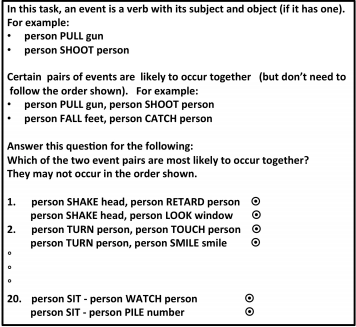 In this task, an event is a verb with its subject and object (if it has one).
For example:
• person PULL gun
• person SHOOT person
Certain pairs of events are likely to occur together (but don't need to
follow the order shown). For example:
• person PULL gun, person SHOOT person
• person FALL feet, person CATCH person
Answer this question for the following:
Which of the two event pairs are most likely to occur together?
They may not occur in the order shown.
1. person SHAKE head, person RETARD person
person SHAKE head, person LOOK window
2. person TURN person, person TOUCH person
person TURN person, person SMILE smile
20. person SIT - person WATCH person
person SIT - person PILE number